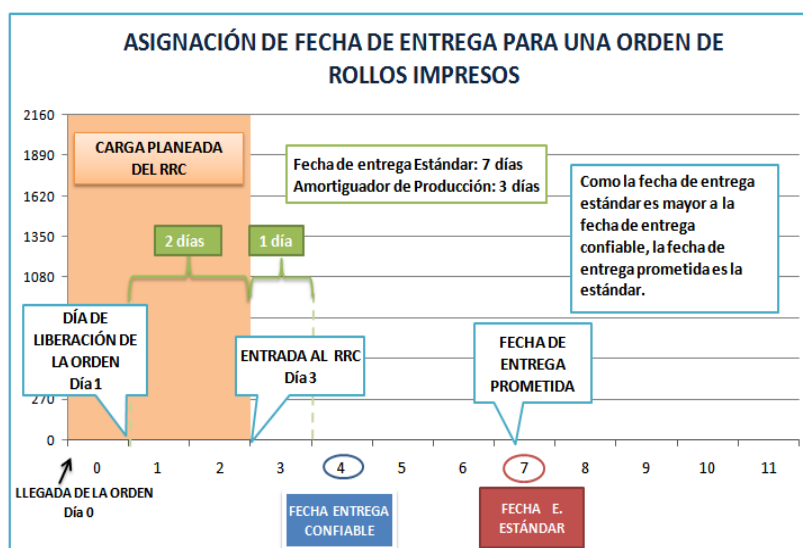 ASIGNACIÓN DE FECHA DE ENTREGA PARA UNA ORDEN DE
ROLLOS IMPRESOS
2160
1890
1620
1350
1080
270
0
CARGA PLANEADA
DEL RRC
Fecha de entrega Estándar: 7 días
Amortiguador de Producción: 3 días
Como la fecha de entrega
estándar es mayor a la
fecha de entrega
confiable, la fecha de
entrega prometida es la
estándar.
2 días
1 día
DÍA DE
LIBERACIÓN DE
LA ORDEN
Día 1
ENTRADA AL RRC
Día 3
FECHA DE
ENTREGA
PROMETIDA
0 1 2 3 4 5 6 7 8 9 10 11
LLEGADA DE LA ORDEN
Día 0
FECHA ENTREGA
CONFIABLE
FECHA E.
ESTÁNDAR